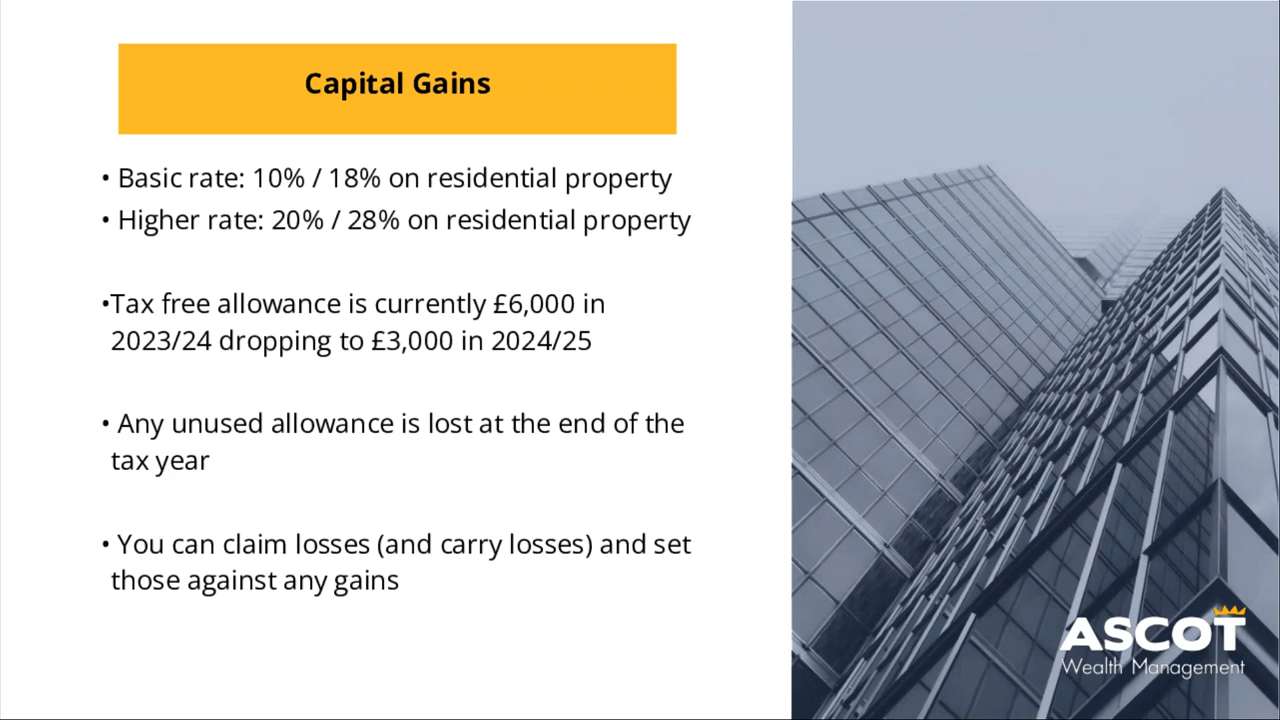 Capital Gains
• Basic rate: 10% / 18% on residential property
• Higher rate: 20% / 28% on residential property
•Tax free allowance is currently £6,000 in
2023/24 dropping to £3,000 in 2024/25
• Any unused allowance is lost at the end of the
tax year
• You can claim losses (and carry losses) and set
those against any gains
ASCOT
Wealth Management